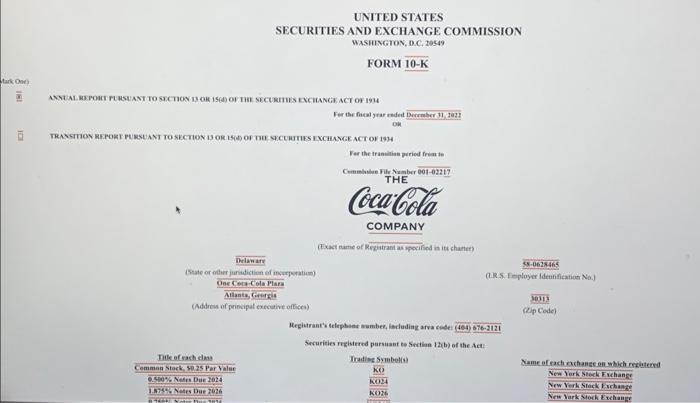 UNITED STATES
SECURITIES AND EXCHANGE COMMISSION
WASHINGTON, D.C. 20549
FORM 10-K
Mark One)
ANNUAL REPORT PURSUANT TO SECTION 13 OR 15(d) OF THE SECURITIES EXCHANGE ACT OF 1934
For the fiscal year ended December 31, 2022
OR
TRANSITION REPORT PURSUANT TO SECTION 13 OR 15(d) OF THE SECURITIES EXCHANGE ACT OF 1934
For the transition period from to
Commission File Number 001-02217
THE
Coca-Cola
COMPANY
(Exact name of Registrant as specified in its charter)
Delaware 58-0628465
(State or other jurisdiction of incorporation) (I.R.S. Employer Identification No.)
One Coca-Cola Plaza
Atlanta, Georgia 30313
(Address of principal executive offices) (Zip Code)
Registrant's telephone number, including area code: (404) 676-2121
Securities registered pursuant to Section 12(b) of the Act:
Title of each class Trading Symbol(s) Name of each exchange on which registered
Common Stock, $0.25 Par Value KO New York Stock Exchange
0.500% Notes Due 2024 KO24 New York Stock Exchange
1.875% Notes Due 2026 KO26 New York Stock Exchange